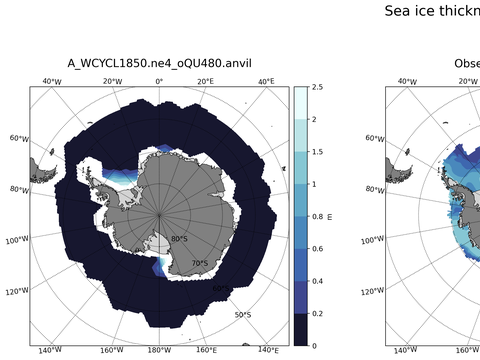 Sea ice thickn
A_WCYCL1850.ne4_oQU480.anvil
Obse
40°W 20°W 0° 20°E 40°E
40°W
60°W
60°W
80°W
80°W
100°W
100°W
120°W
120°W
140°W 160°W 180°W 160°E 140°E
140°W 160°
80°S
70°S
60°S
50°S
2.5
2
1.5
1
0.8
0.6
0.4
0.2
0
m